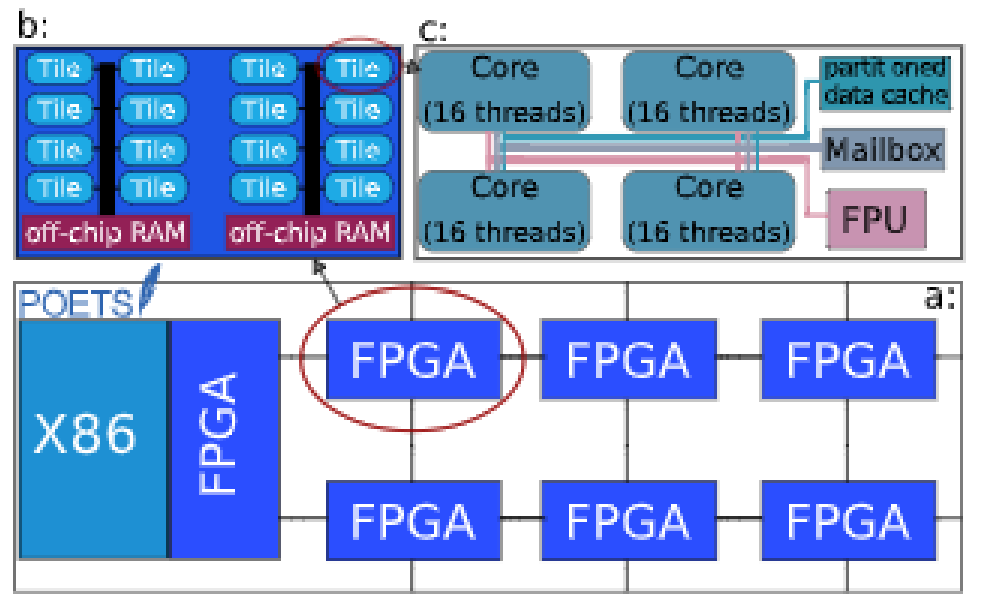 b:
Tile Tile Tile Tile
Tile Tile Tile Tile
Tile Tile Tile Tile
Tile Tile Tile Tile
off-chip RAM off-chip RAM
c:
Core Core
(16 threads) (16 threads)
Core Core
(16 threads) (16 threads)
partitioned
data cache
Mailbox
FPU
POETS
a:
X86
FPGA
FPGA FPGA FPGA
FPGA FPGA FPGA